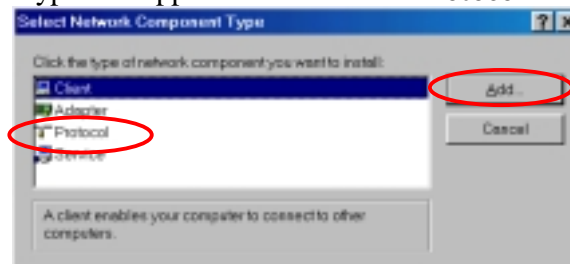 Select Network Component Type
Click the type of network component you want to install:
Client
Adapter
Protocol
Service
Add...
Cancel
A client enables your computer to connect to other
computers.